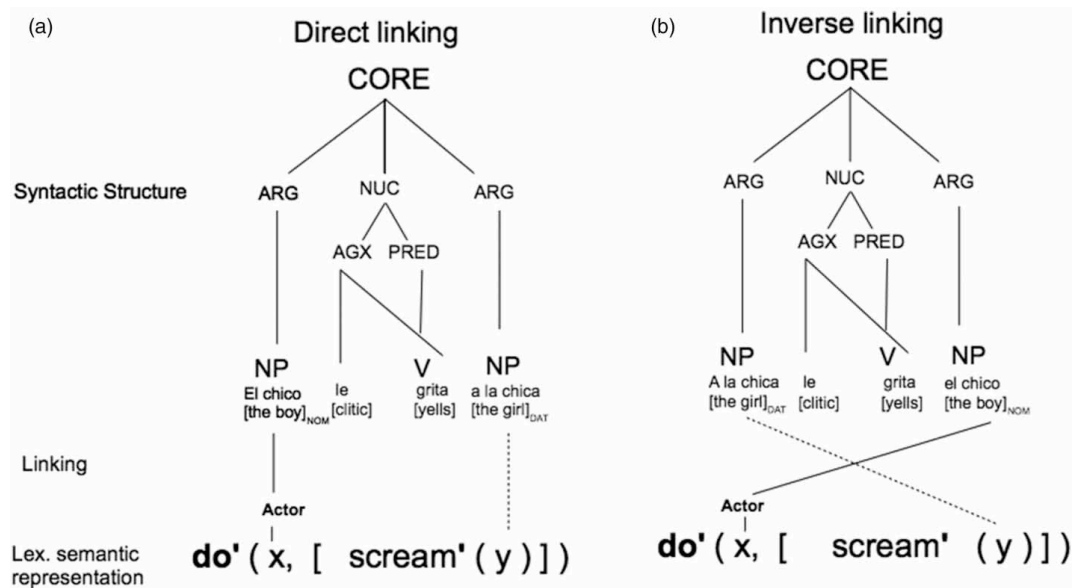 (a)
Direct linking
CORE
Syntactic Structure
ARG NUC ARG
AGX PRED
NP V NP
El chico le grita a la chica
[the boy]NOM [clitic] [yells] [the girl]DAT
Linking
Actor
Lex. semantic representation
do' ( x, [ scream' ( y ) ] )
(b)
Inverse linking
CORE
ARG NUC ARG
AGX PRED
NP V NP
A la chica le grita el chico
[the girl]DAT [clitic] [yells] [the boy]NOM
Actor
do' ( x, [ scream' ( y ) ] )